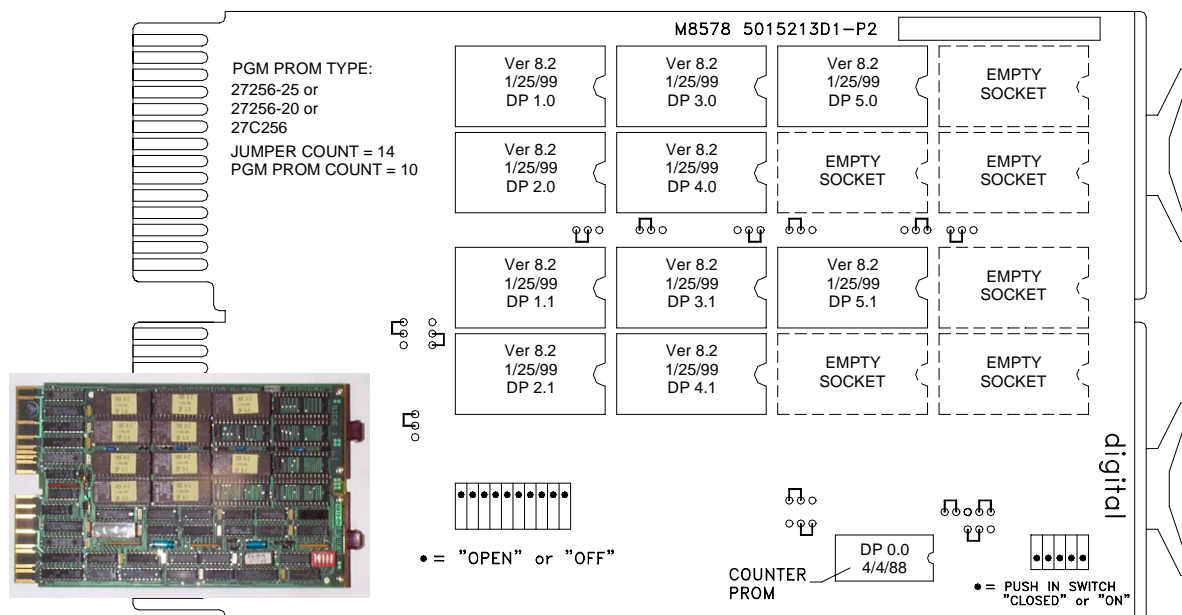 M8578 5015213D1-P2
PGM PROM TYPE:
27256-25 or
27256-20 or
27C256
JUMPER COUNT = 14
PGM PROM COUNT = 10
Ver 8.2
1/25/99
DP 1.0
Ver 8.2
1/25/99
DP 3.0
Ver 8.2
1/25/99
DP 5.0
EMPTY
SOCKET
Ver 8.2
1/25/99
DP 2.0
Ver 8.2
1/25/99
DP 4.0
EMPTY
SOCKET
EMPTY
SOCKET
Ver 8.2
1/25/99
DP 1.1
Ver 8.2
1/25/99
DP 3.1
Ver 8.2
1/25/99
DP 5.1
EMPTY
SOCKET
Ver 8.2
1/25/99
DP 2.1
Ver 8.2
1/25/99
DP 4.1
EMPTY
SOCKET
EMPTY
SOCKET
digital
● = "OPEN" or "OFF"
COUNTER
PROM
DP 0.0
4/4/88
● = PUSH IN SWITCH
"CLOSED" or "ON"